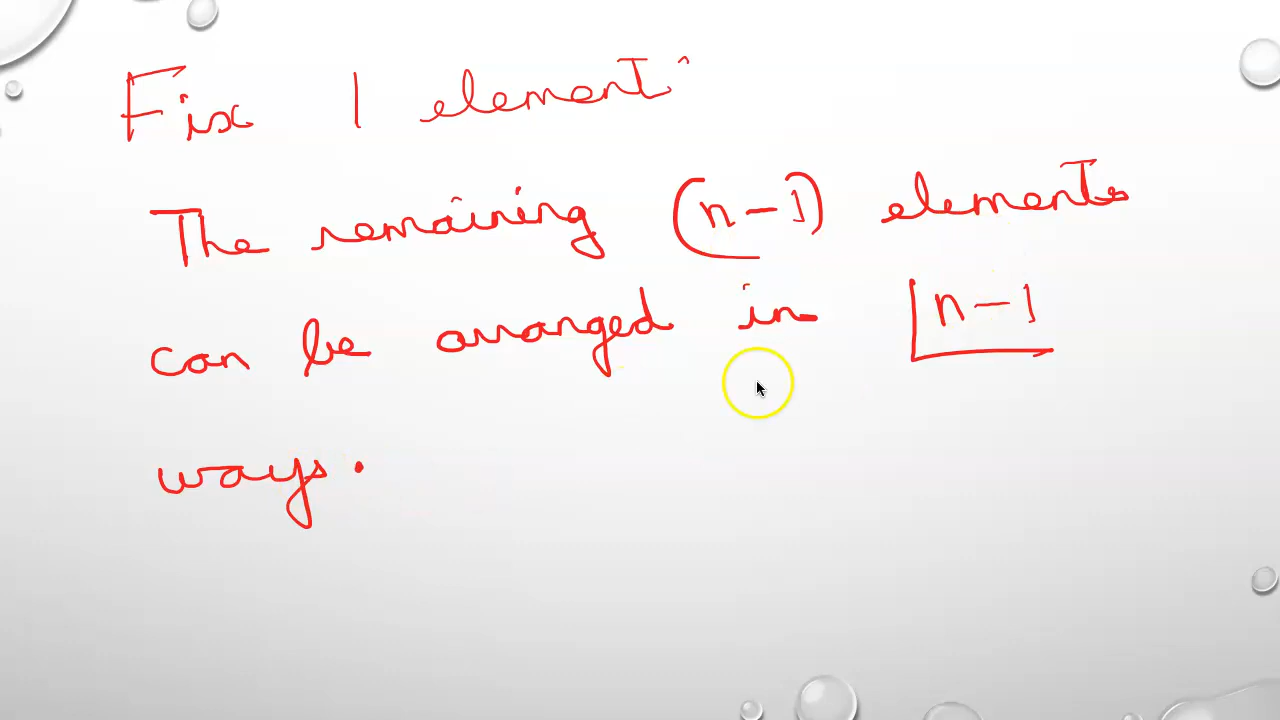 Fix 1 element
The remaining (n-1) elements
can be arranged in |n-1
ways.